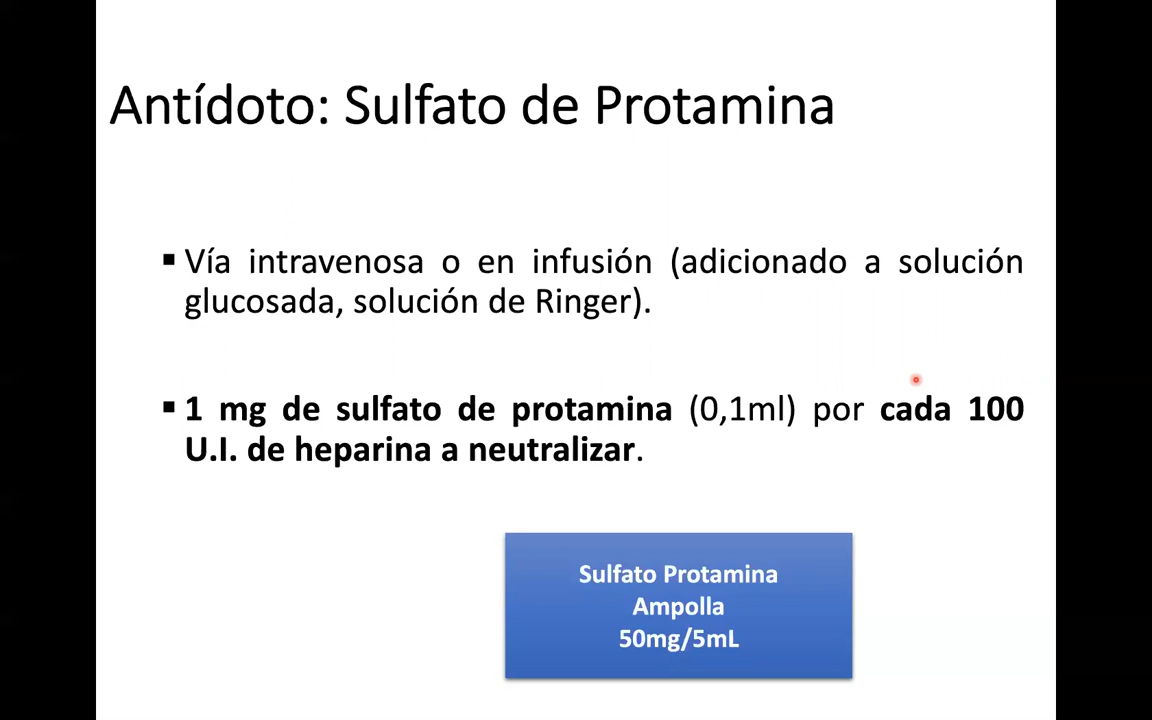 Antídoto: Sulfato de Protamina
▪ Vía intravenosa o en infusión (adicionado a solución
glucosada, solución de Ringer).
▪ 1 mg de sulfato de protamina (0,1ml) por cada 100
U.I. de heparina a neutralizar.
Sulfato Protamina
Ampolla
50mg/5mL